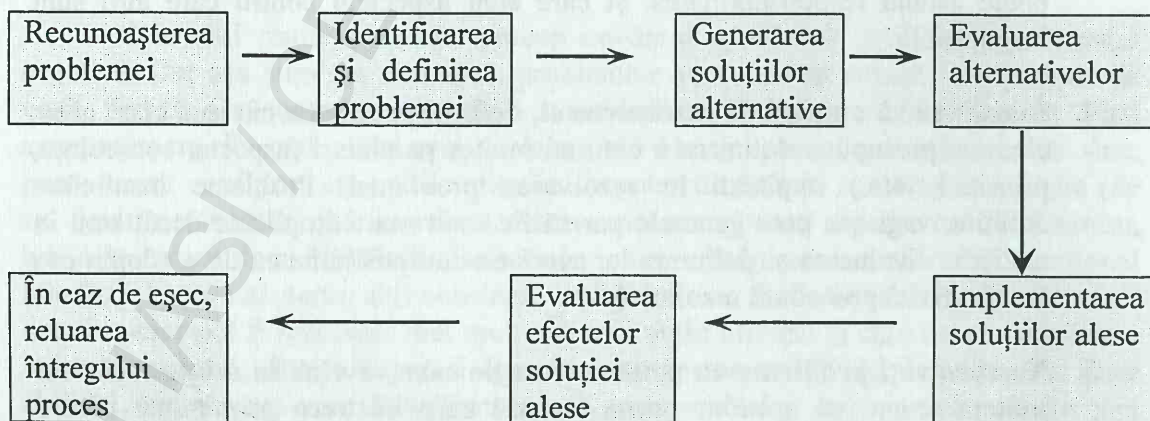 Recunoaşterea
problemei
Identificarea
şi definirea
problemei
Generarea
soluţiilor
alternative
Evaluarea
alternativelor
Implementarea
soluţiilor alese
Evaluarea
efectelor
soluţiei
alese
În caz de eşec,
reluarea
întregului
proces